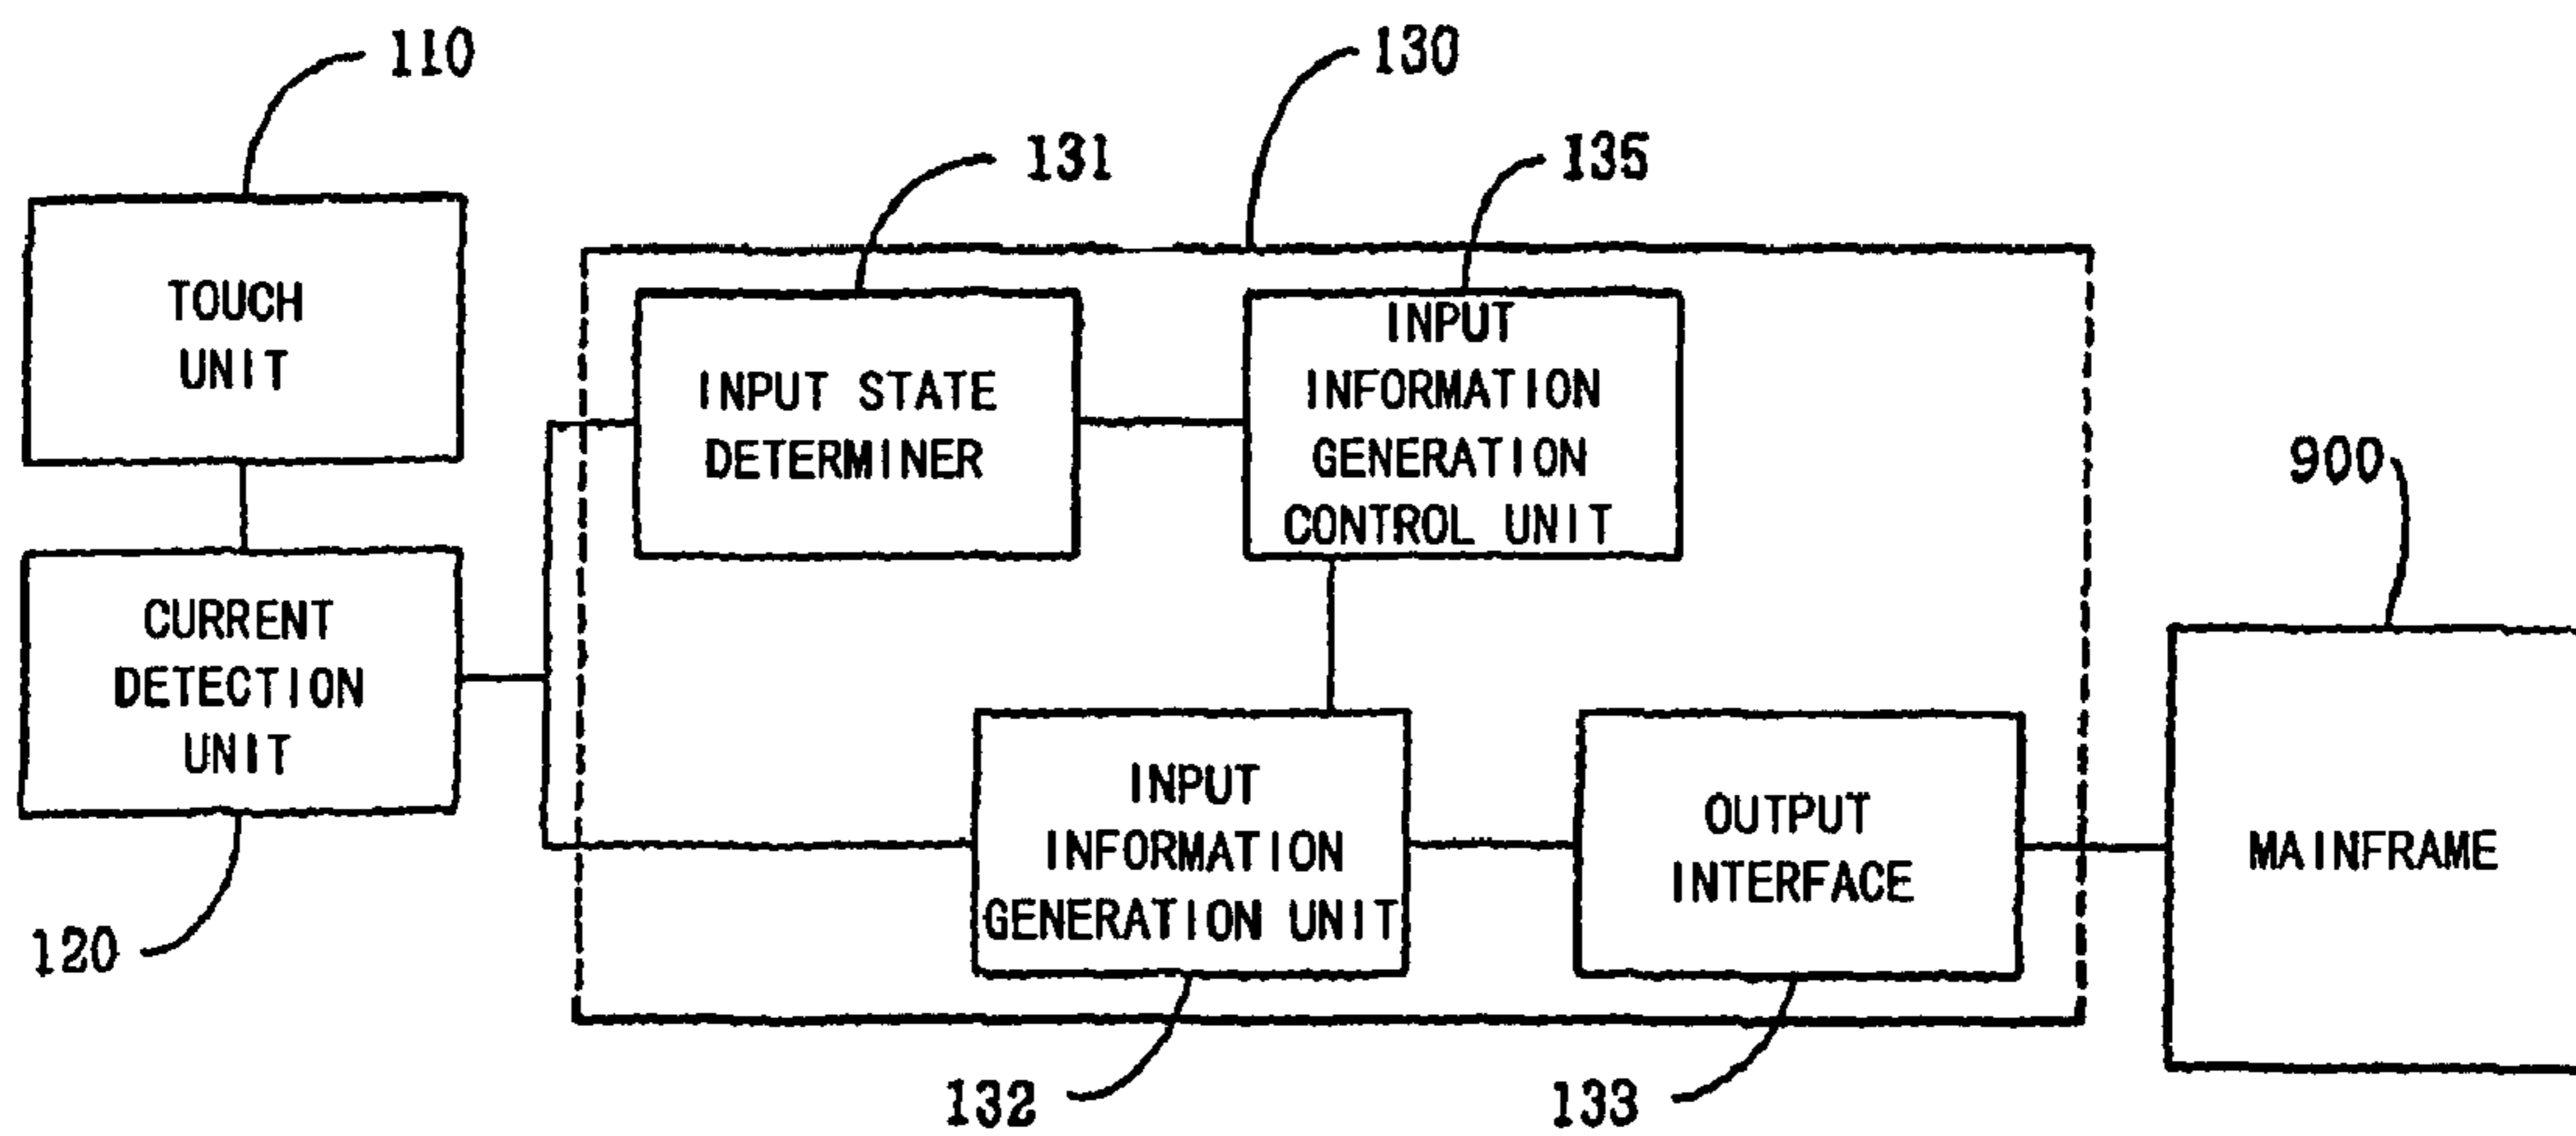 110
130
131
135
TOUCH
UNIT
INPUT STATE
DETERMINER
INPUT
INFORMATION
GENERATION
CONTROL UNIT
900
CURRENT
DETECTION
UNIT
INPUT
INFORMATION
GENERATION UNIT
OUTPUT
INTERFACE
MAINFRAME
120
132
133